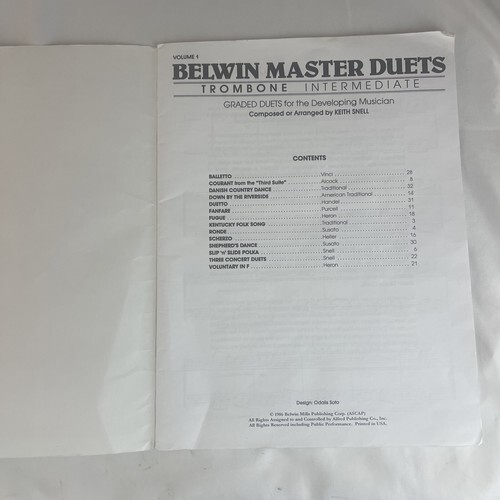 VOLUME 1
BELWIN MASTER DUETS
TROMBONE INTERMEDIATE
GRADED DUETS for the Developing Musician
Composed or Arranged by KEITH SNELL
CONTENTS
BALLETTO Vinci 28
COURANT from the "Third Suite" Alcock 8
DANISH COUNTRY DANCE Traditional 32
DOWN BY THE RIVERSIDE American Traditional 14
DUETTO Handel 31
FANFARE Purcell 11
FUGUE Heron 18
KENTUCKY FOLK SONG Traditional 3
RONDE Susato 4
SCHERZO Heller 16
SHEPHERD'S DANCE Susato 30
SLIP 'n' SLIDE POLKA Snell 6
THREE CONCERT DUETS Snell 22
VOLUNTARY IN F Heron 21
Design: Odalis Soto
© 1986 Belwin Mills Publishing Corp. (ASCAP)
All Rights Assigned to and Controlled by Alfred Publishing Co., Inc.
All Rights Reserved including Public Performance. Printed in USA.